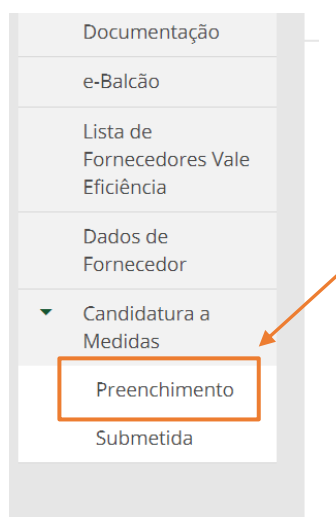 Documentação
e-Balcão
Lista de
Fornecedores Vale
Eficiência
Dados de
Fornecedor
Candidatura a
Medidas
Preenchimento
Submetida